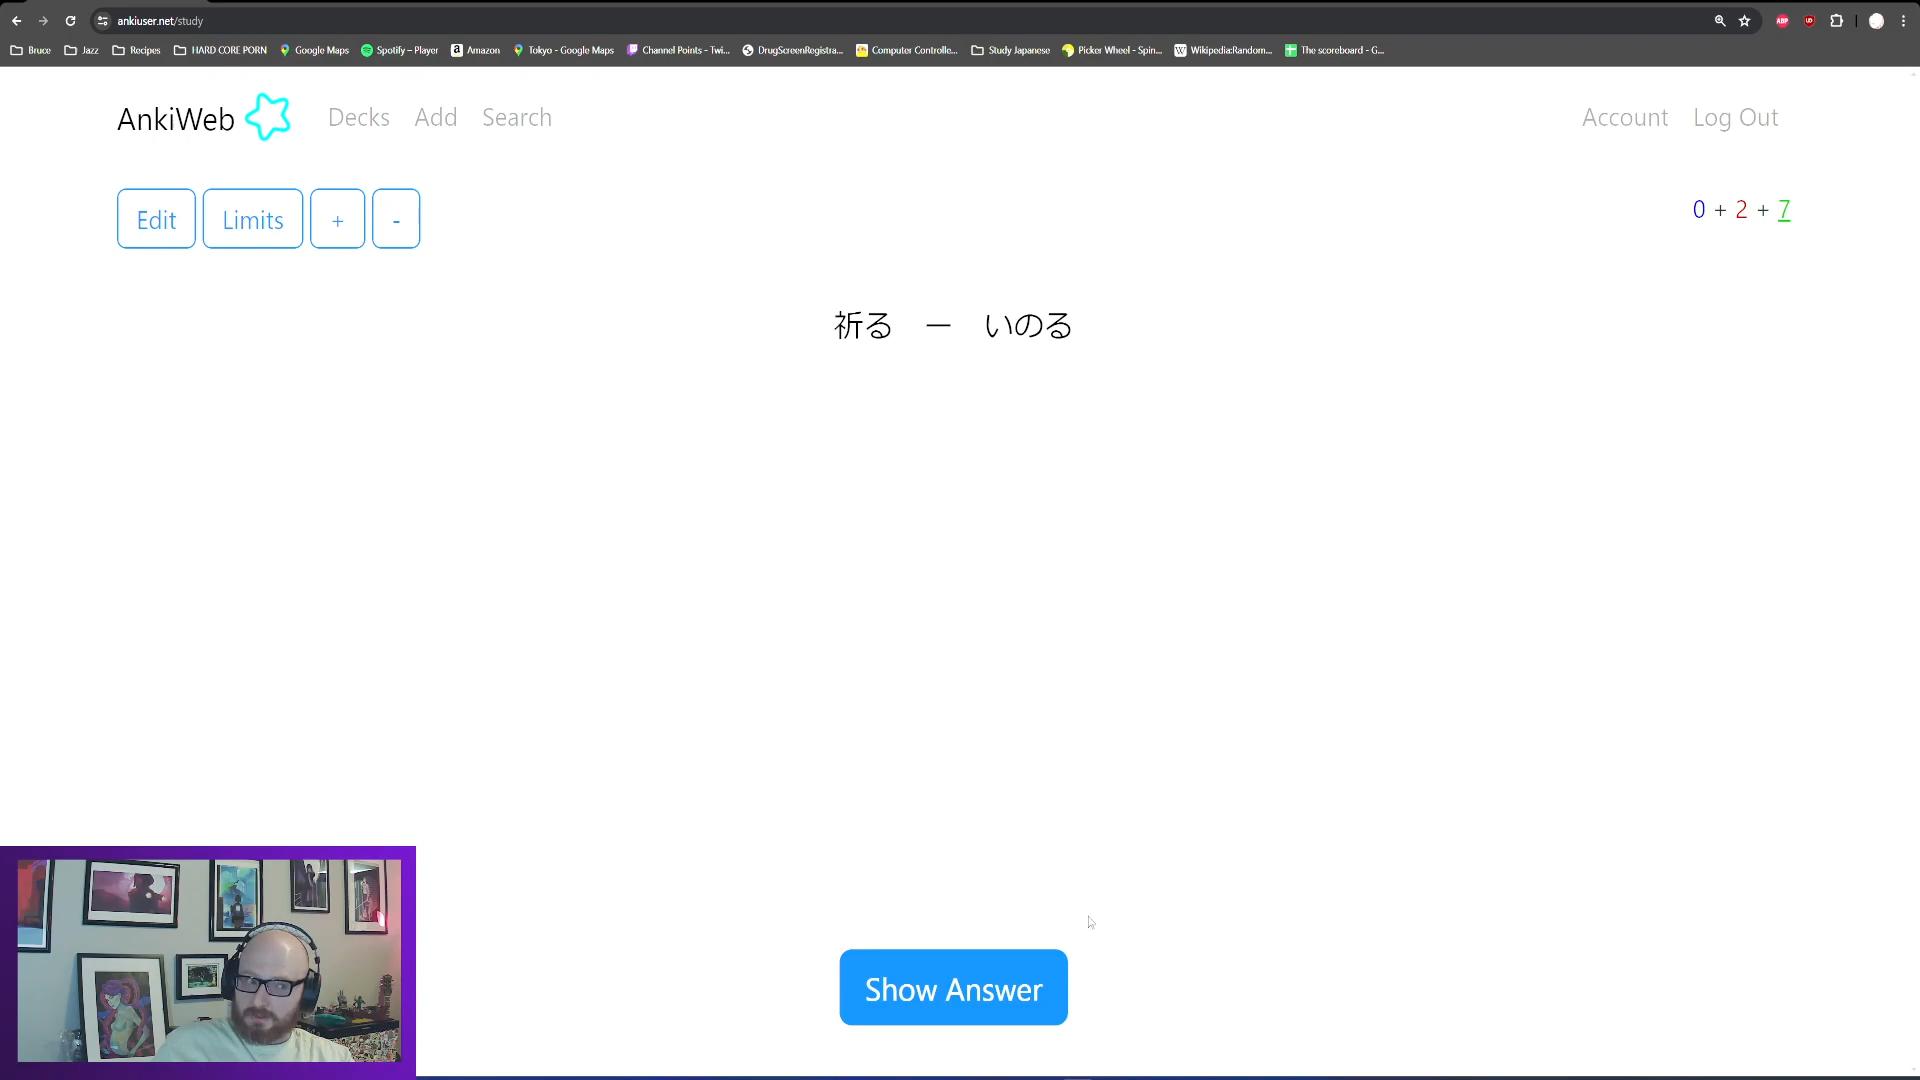 ankiuser.net/study
Bruce Jazz Recipes HARD CORE PORN Google Maps Spotify – Player Amazon Tokyo - Google Maps Channel Points - Twi... DrugScreenRegistra... Computer Controlle... Study Japanese Picker Wheel - Spin... Wikipedia:Random... The scoreboard - G...
AnkiWeb Decks Add Search Account Log Out
Edit Limits + - 0 + 2 + 7
祈る ー いのる
Show Answer